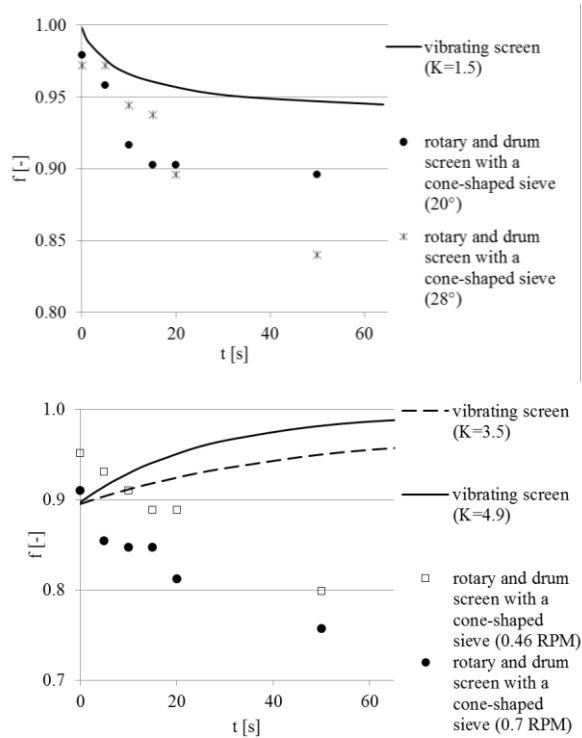 1.00
0.95
0.90
0.85
0.80
f [-]
0
20
40
60
t [s]
vibrating screen
(K=1.5)
rotary and drum
screen with a
cone-shaped sieve
(20°)
rotary and drum
screen with a
cone-shaped sieve
(28°)
1.0
0.9
0.8
0.7
f [-]
0
20
40
60
t [s]
vibrating screen
(K=3.5)
vibrating screen
(K=4.9)
rotary and drum
screen with a
cone-shaped
sieve (0.46 RPM)
rotary and drum
screen with a
cone-shaped
sieve (0.7 RPM)